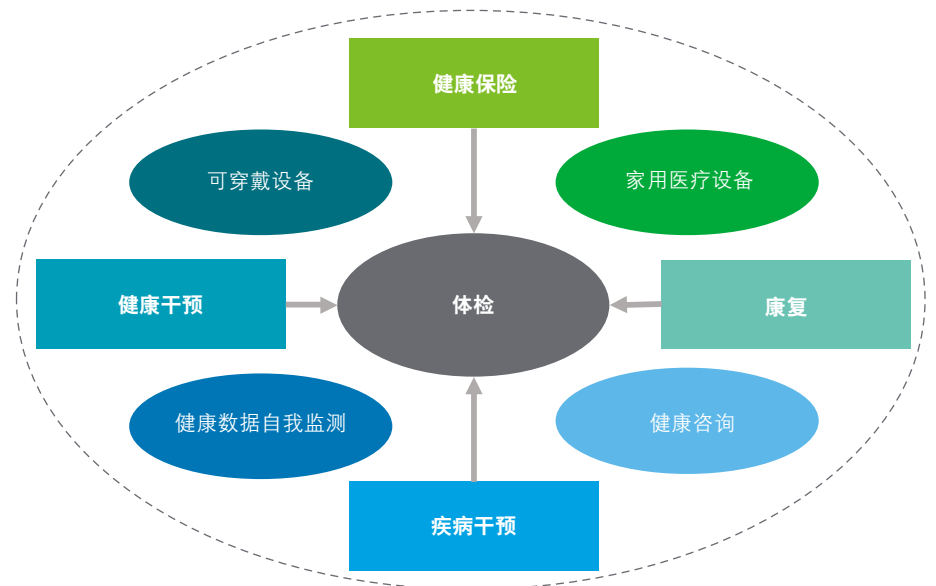 健康保险
可穿戴设备
家用医疗设备
健康干预
体检
康复
健康数据自我监测
健康咨询
疾病干预